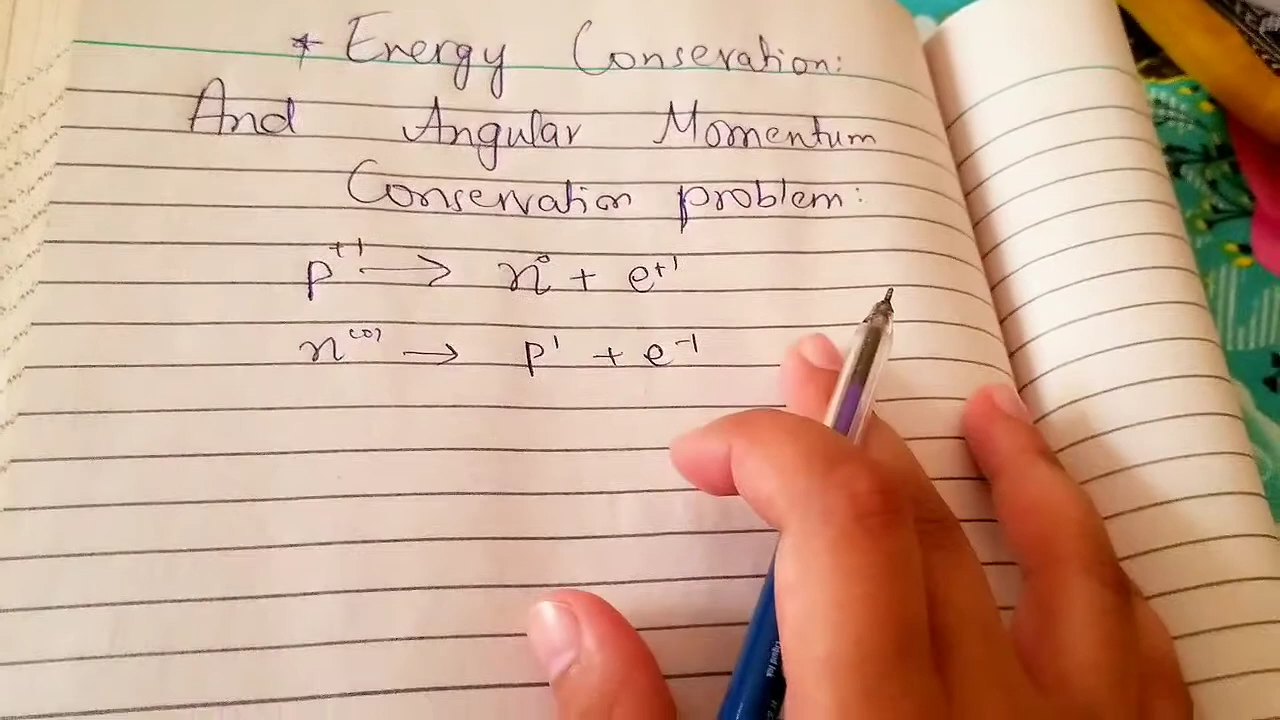 * Energy Conservation:
And Angular Momentum
Conservation problem:
p⁺¹ → n⁰ + e⁺¹
n⁽⁰⁾ → p¹ + e⁻¹